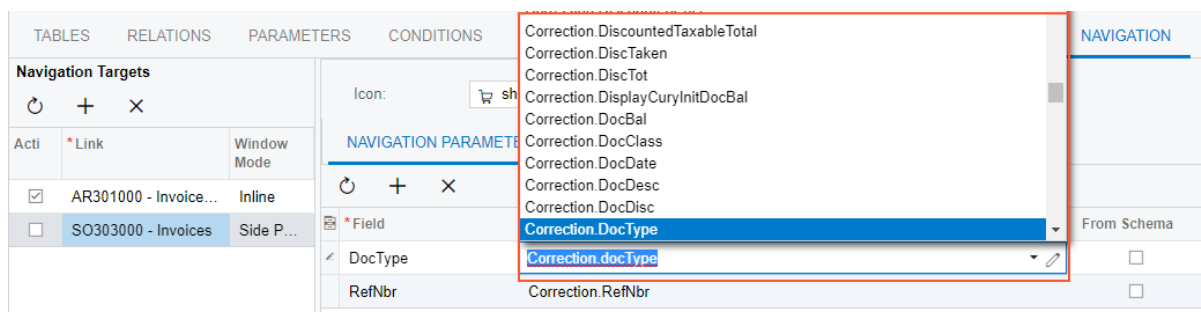 TABLES RELATIONS PARAMETERS CONDITIONS NAVIGATION
Correction.DiscountedTaxableTotal
Correction.DiscTaken
Correction.DiscTot
Correction.DisplayCuryInitDocBal
Correction.DocBal
Correction.DocClass
Correction.DocDate
Correction.DocDesc
Correction.DocDisc
Correction.DocType
Navigation Targets
Acti *Link Window Mode
AR301000 - Invoice... Inline
SO303000 - Invoices Side P...
Icon: sh
NAVIGATION PARAMETE
*Field From Schema
DocType Correction.docType
RefNbr Correction.RefNbr